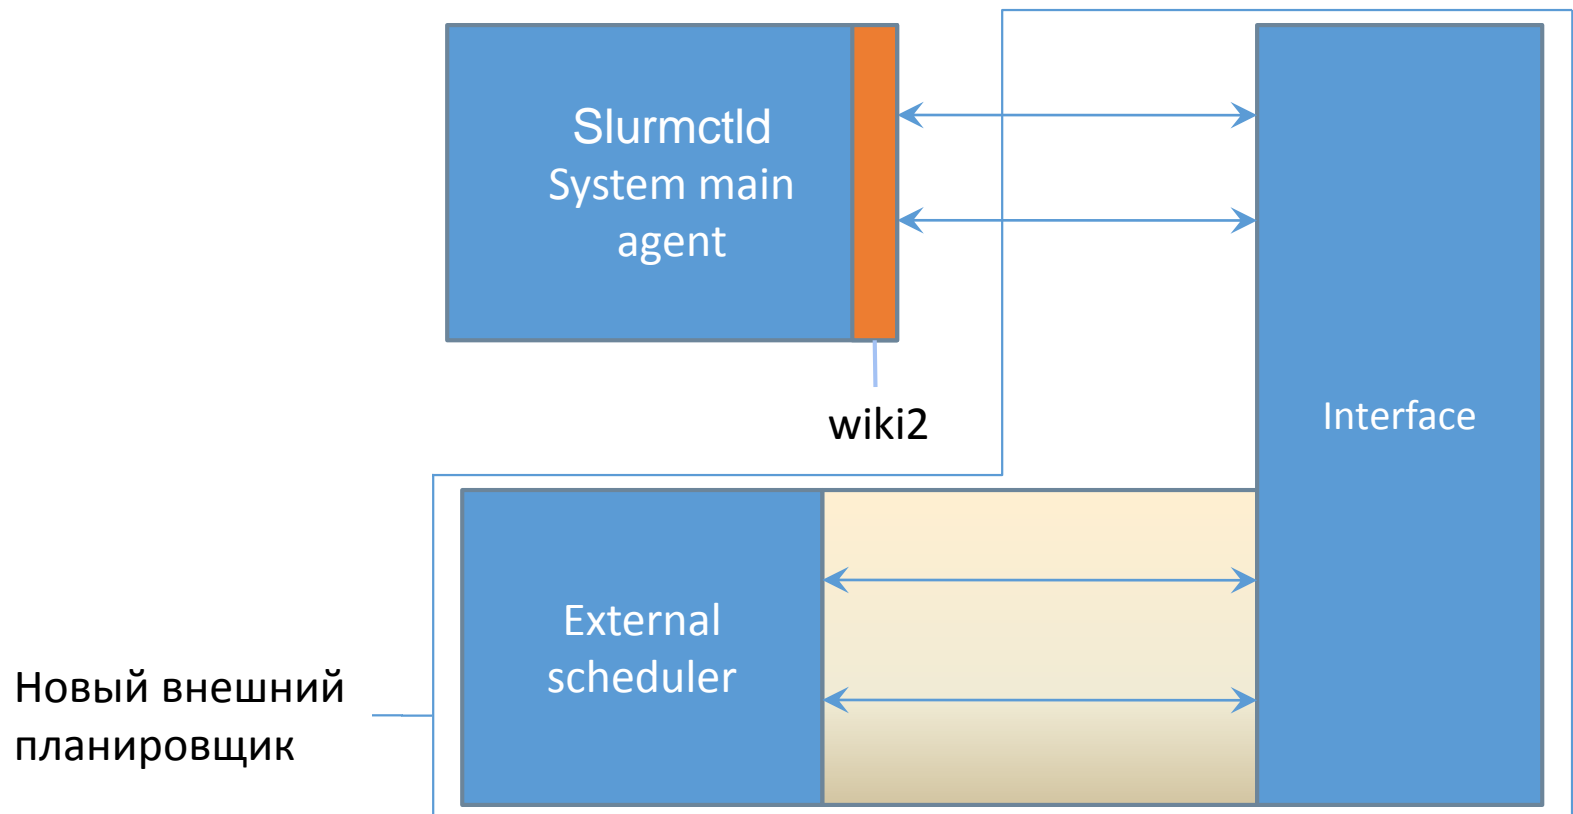 Slurmctld
System main
agent
wiki2
Interface
External
scheduler
Новый внешний
планировщик